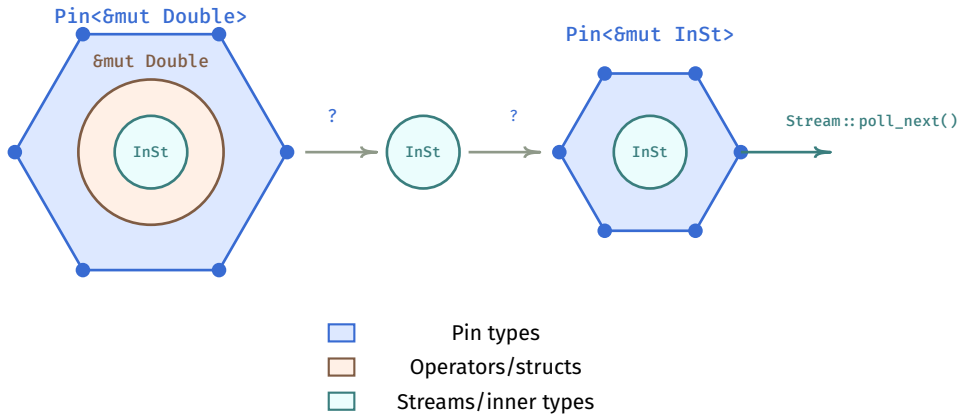 Pin<&mut Double>
&mut Double
InSt
?
InSt
?
Pin<&mut InSt>
InSt
Stream::poll_next()
Pin types
Operators/structs
Streams/inner types